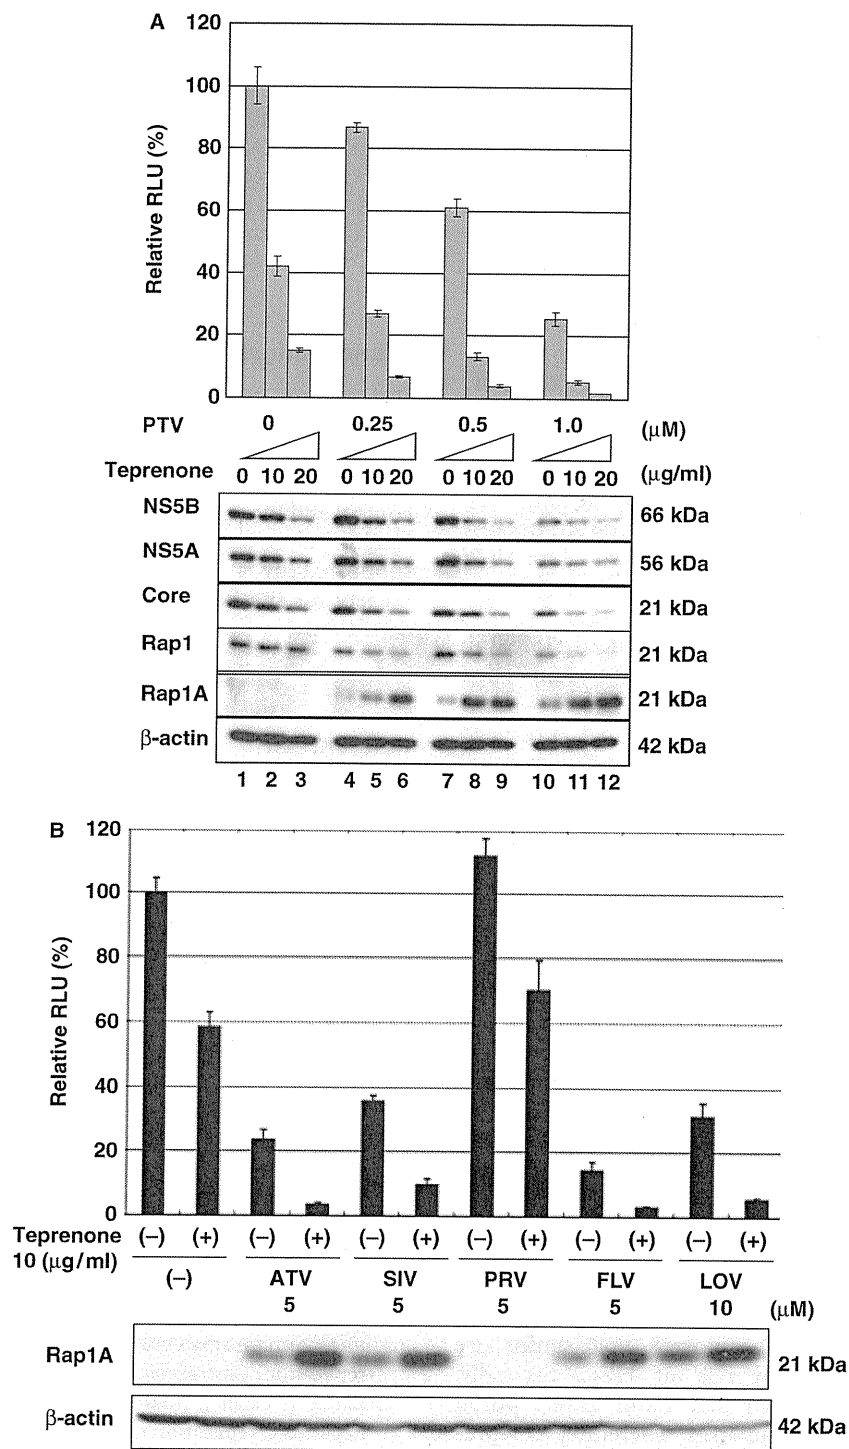 A
120
100
80
60
40
20
0
Relative RLU (%)
PTV 0 0.25 0.5 1.0 (μM)
Teprenone 0 10 20 0 10 20 0 10 20 0 10 20 (μg/ml)
NS5B 66 kDa
NS5A 56 kDa
Core 21 kDa
Rap1 21 kDa
Rap1A 21 kDa
β-actin 42 kDa
1 2 3 4 5 6 7 8 9 10 11 12
B
120
100
80
60
40
20
0
Relative RLU (%)
Teprenone (–) (+) (–) (+) (–) (+) (–) (+) (–) (+) (–) (+)
10 (μg/ml)
(–) ATV SIV PRV FLV LOV
5 5 5 5 10 (μM)
Rap1A 21 kDa
β-actin 42 kDa